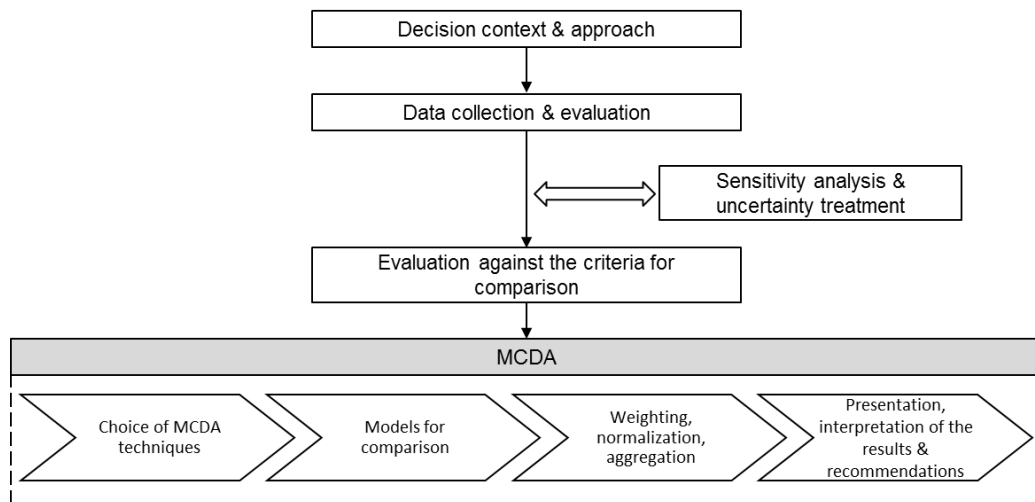 Decision context & approach
Data collection & evaluation
Sensitivity analysis &
uncertainty treatment
Evaluation against the criteria for
comparison
MCDA
Choice of MCDA
techniques
Models for
comparison
Weighting,
normalization,
aggregation
Presentation,
interpretation of the
results &
recommendations